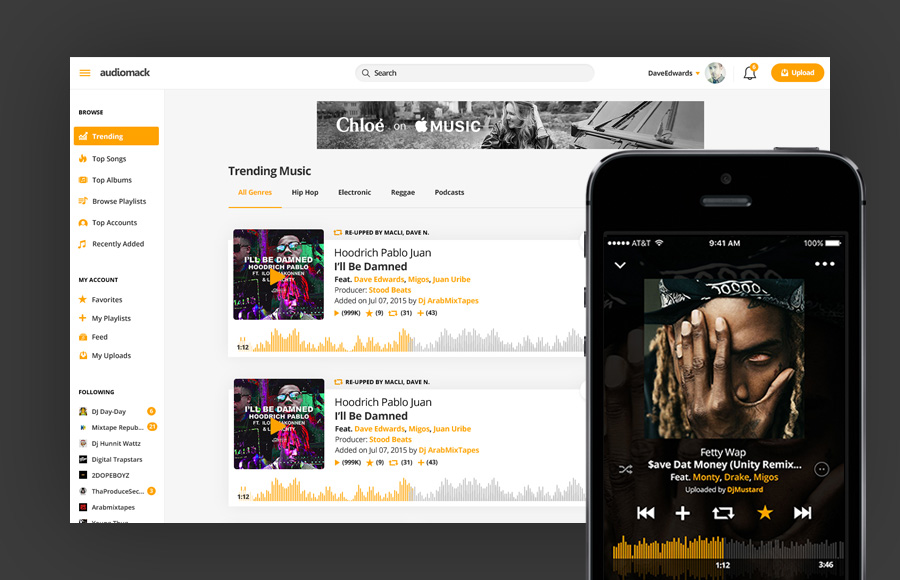 audiomack
Search
DaveEdwards
6
Upload
BROWSE
Trending
Top Songs
Top Albums
Browse Playlists
Top Accounts
Recently Added
MY ACCOUNT
Favorites
My Playlists
Feed
My Uploads
FOLLOWING
DJ Day-Day 6
Mixtape Repub... 21
Dj Hunnit Wattz
Digital Trapstars
2DOPEBOYZ
ThaProduceSec... 3
Arabmixtapes
Young Thug
Chloé on MUSIC
Trending Music
All Genres Hip Hop Electronic Reggae Podcasts
I'LL BE DAMNED
HOODRICH PABLO
RE-UPPED BY MACLI, DAVE N.
Hoodrich Pablo Juan
I'll Be Damned
Feat. Dave Edwards, Migos, Juan Uribe
Producer: Stood Beats
Added on Jul 07, 2015 by Dj ArabMixTapes
(999K) (9) (31) (43)
1:12
I'LL BE DAMNED
HOODRICH PABLO
RE-UPPED BY MACLI, DAVE N.
Hoodrich Pablo Juan
I'll Be Damned
Feat. Dave Edwards, Migos, Juan Uribe
Producer: Stood Beats
Added on Jul 07, 2015 by Dj ArabMixTapes
(999K) (9) (31) (43)
1:12
AT&T 9:41 AM 100%
Fetty Wap
$ave Dat Money (Unity Remix...
Feat. Monty, Drake, Migos
Uploaded by DjMustard
1:12 3:46